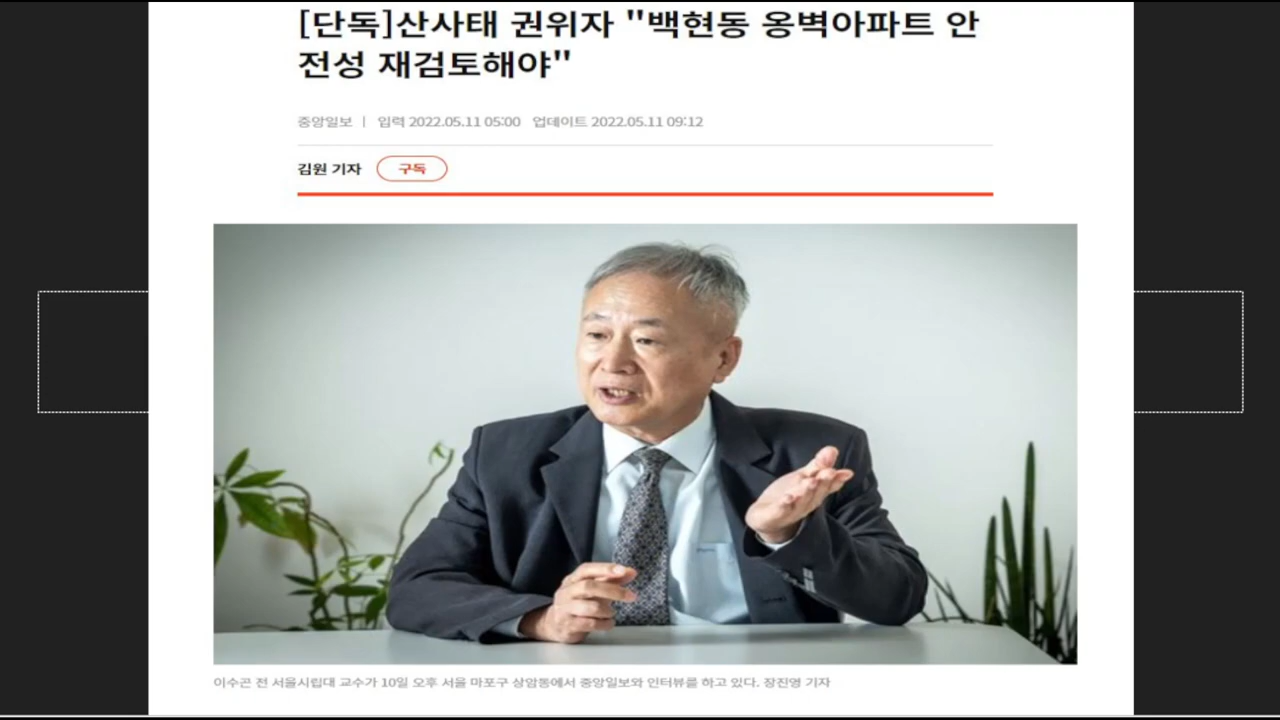 [단독]산사태 권위자 "백현동 옹벽아파트 안
전성 재검토해야"
중앙일보 | 입력 2022.05.11 05:00 업데이트 2022.05.11 09:12
김원 기자 구독
이수곤 전 서울시립대 교수가 10일 오후 서울 마포구 상암동에서 중앙일보와 인터뷰를 하고 있다. 장진영 기자